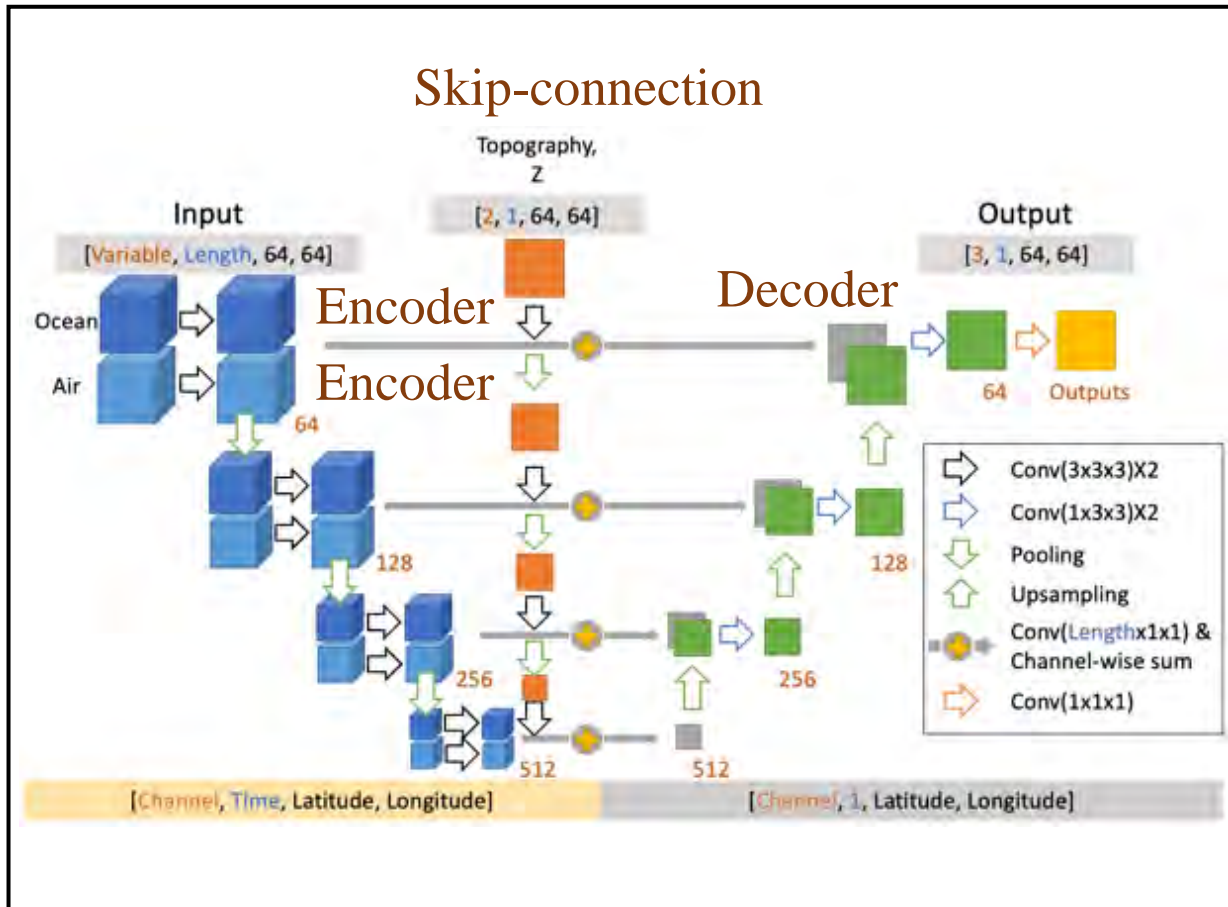 Skip-connection
Topography,
Z
Input
[2, 1, 64, 64]
Output
[Variable, Length, 64, 64]
[3, 1, 64, 64]
Ocean
Encoder
Decoder
Air
Encoder
64
64
Outputs
Conv(3x3x3)X2
Conv(1x3x3)X2
128
128
Pooling
Upsampling
Conv(Lengthx1x1) &
Channel-wise sum
256
256
Conv(1x1x1)
512
512
[Channel, Time, Latitude, Longitude]
[Channel, 1, Latitude, Longitude]